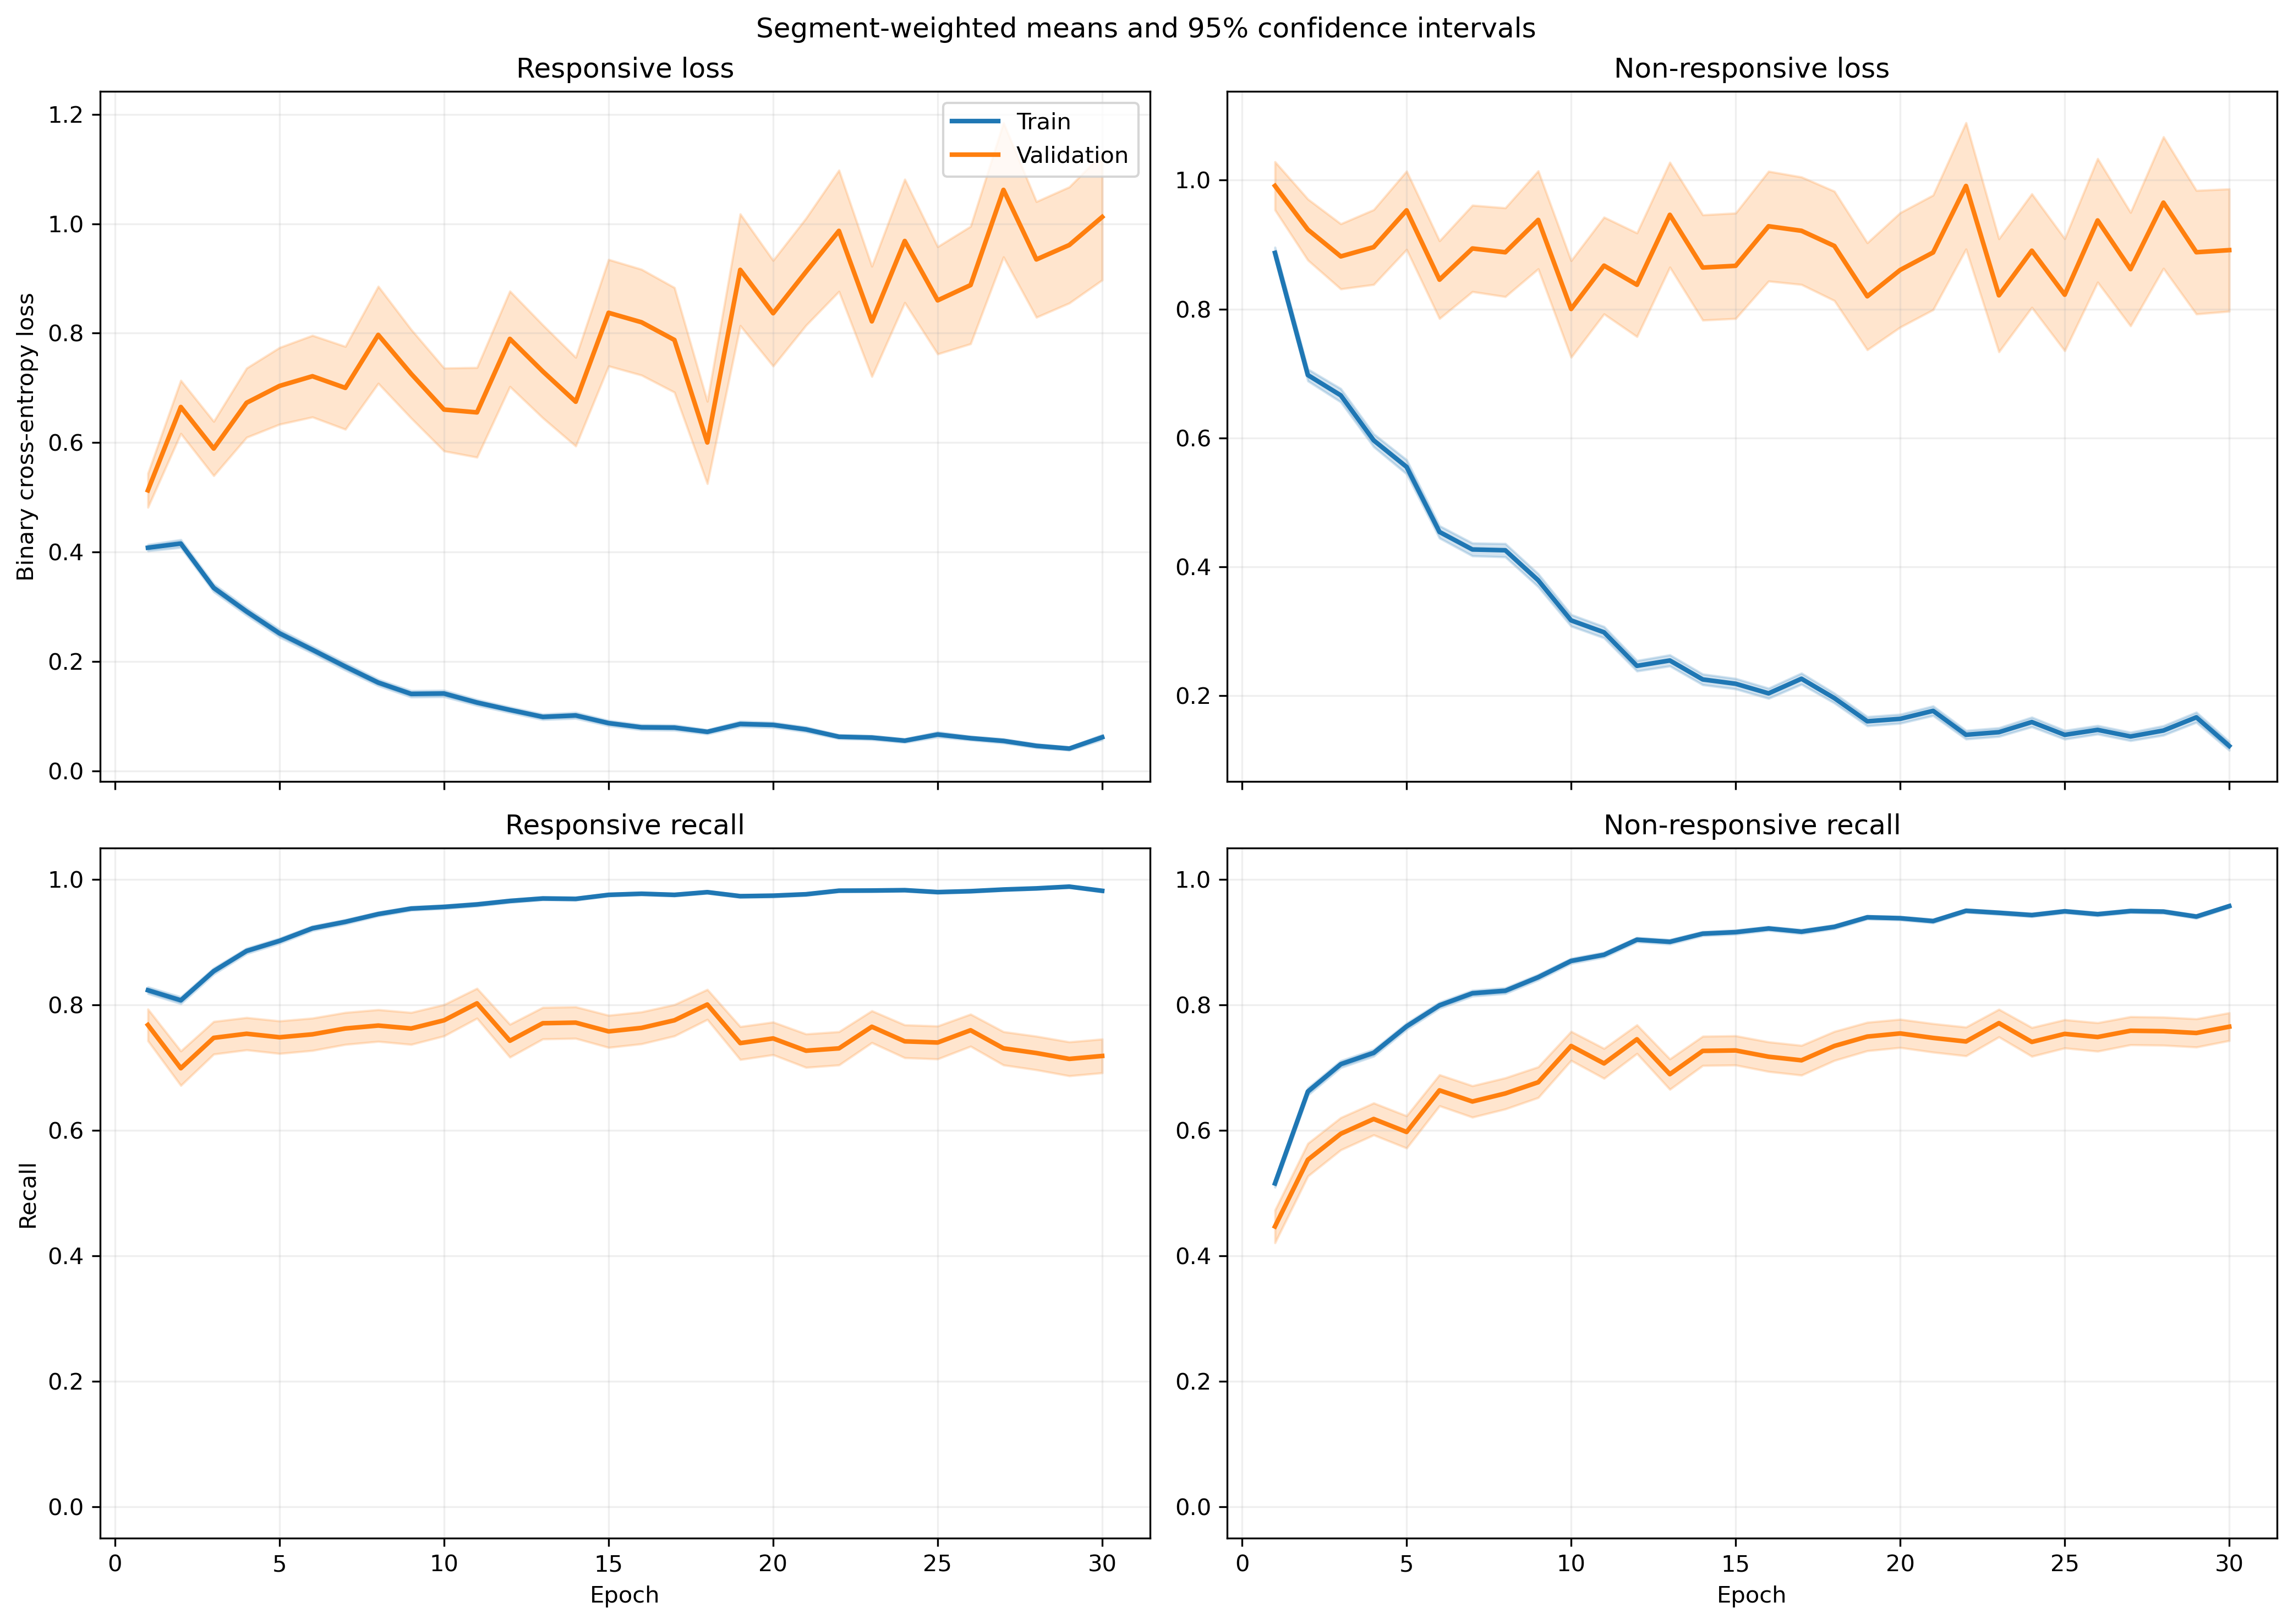 Segment-weighted means and 95% confidence intervals
Responsive loss
Non-responsive loss
Binary cross-entropy loss
1.2
1.0
0.8
0.6
0.4
0.2
0.0
Train
Validation
1.0
0.8
0.6
0.4
0.2
Responsive recall
Non-responsive recall
Recall
1.0
0.8
0.6
0.4
0.2
0.0
0 5 10 15 20 25 30
Epoch
1.0
0.8
0.6
0.4
0.2
0.0
0 5 10 15 20 25 30
Epoch